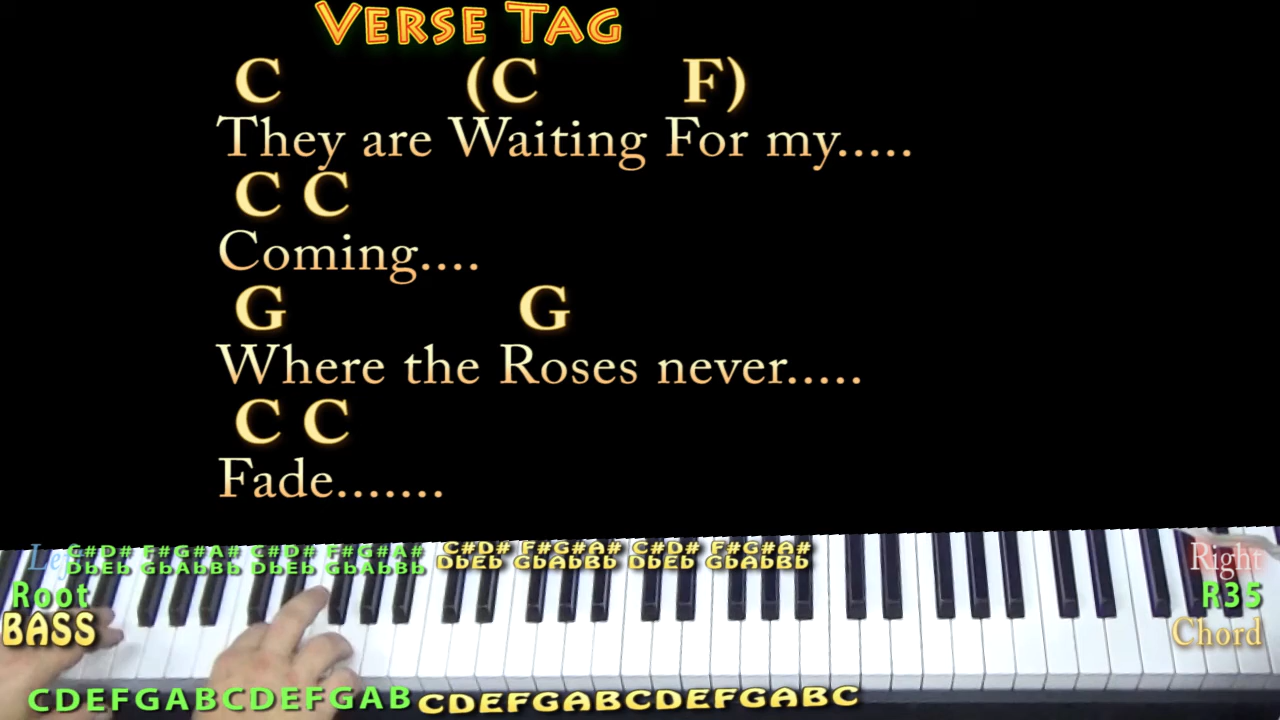 VERSE TAG
C (C F)
They are Waiting For my.....
C C
Coming....
G G
Where the Roses never.....
C C
Fade.......
C#D# F#G#A# C#D# F#G#A# C#D# F#G#A# C#D# F#G#A#
DbEb GbAbBb DbEb GbAbBb DbEb GbAbBb DbEb GbAbBb
Left Right
Root R35
BASS Chord
CDEFGABCDEFGAB CDEFGABCDEFGABC